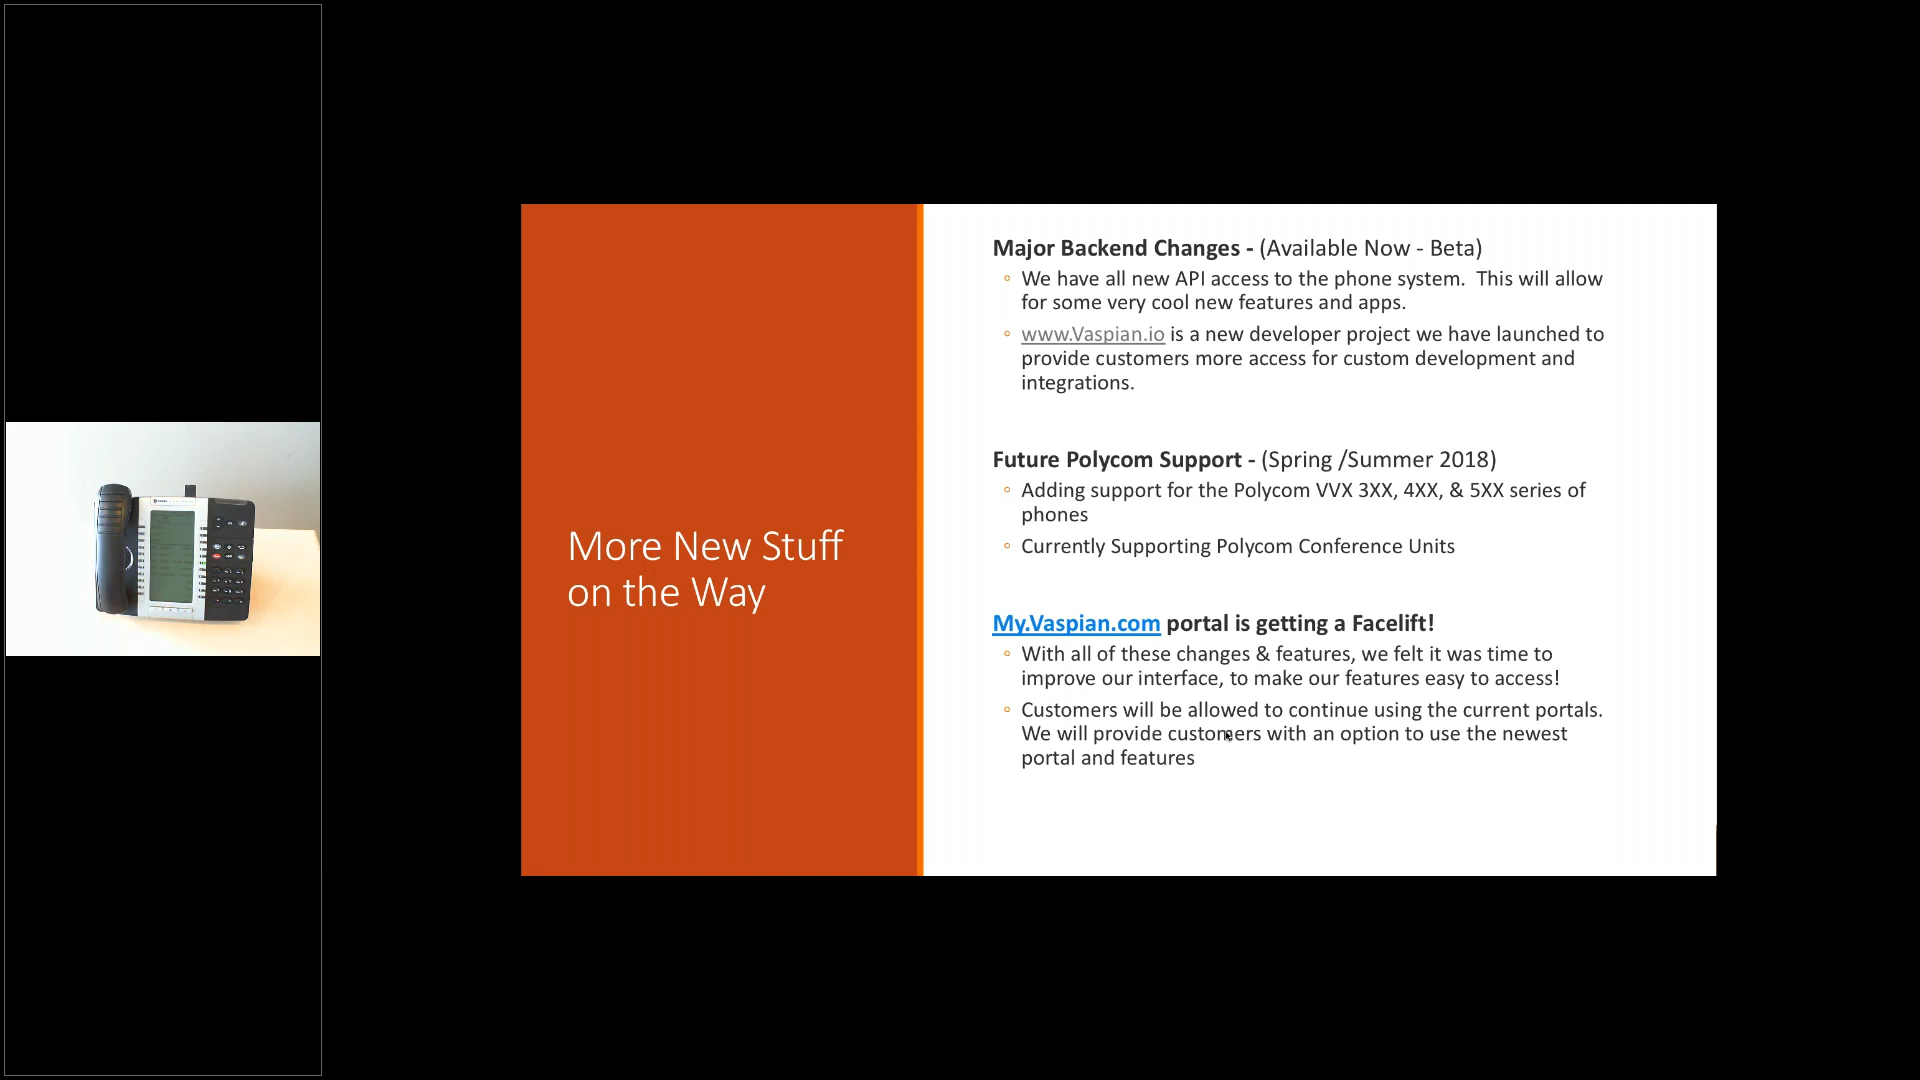 More New Stuff
on the Way
Major Backend Changes - (Available Now - Beta)
We have all new API access to the phone system.  This will allow
for some very cool new features and apps.
www.Vaspian.io is a new developer project we have launched to
provide customers more access for custom development and
integrations.
Future Polycom Support - (Spring /Summer 2018)
Adding support for the Polycom VVX 3XX, 4XX, & 5XX series of
phones
Currently Supporting Polycom Conference Units
My.Vaspian.com portal is getting a Facelift!
With all of these changes & features, we felt it was time to
improve our interface, to make our features easy to access!
Customers will be allowed to continue using the current portals.
We will provide customers with an option to use the newest
portal and features